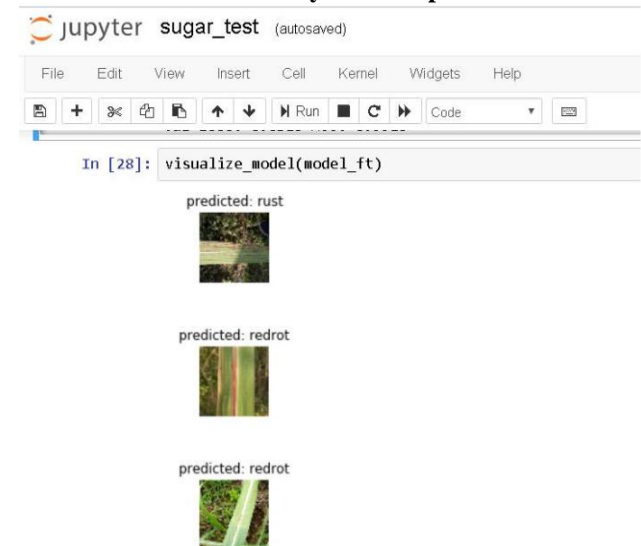 jupyter sugar_test (autosaved)
File Edit View Insert Cell Kernel Widgets Help
Run Code
In [28]: visualize_model(model_ft)
predicted: rust
predicted: redrot
predicted: redrot